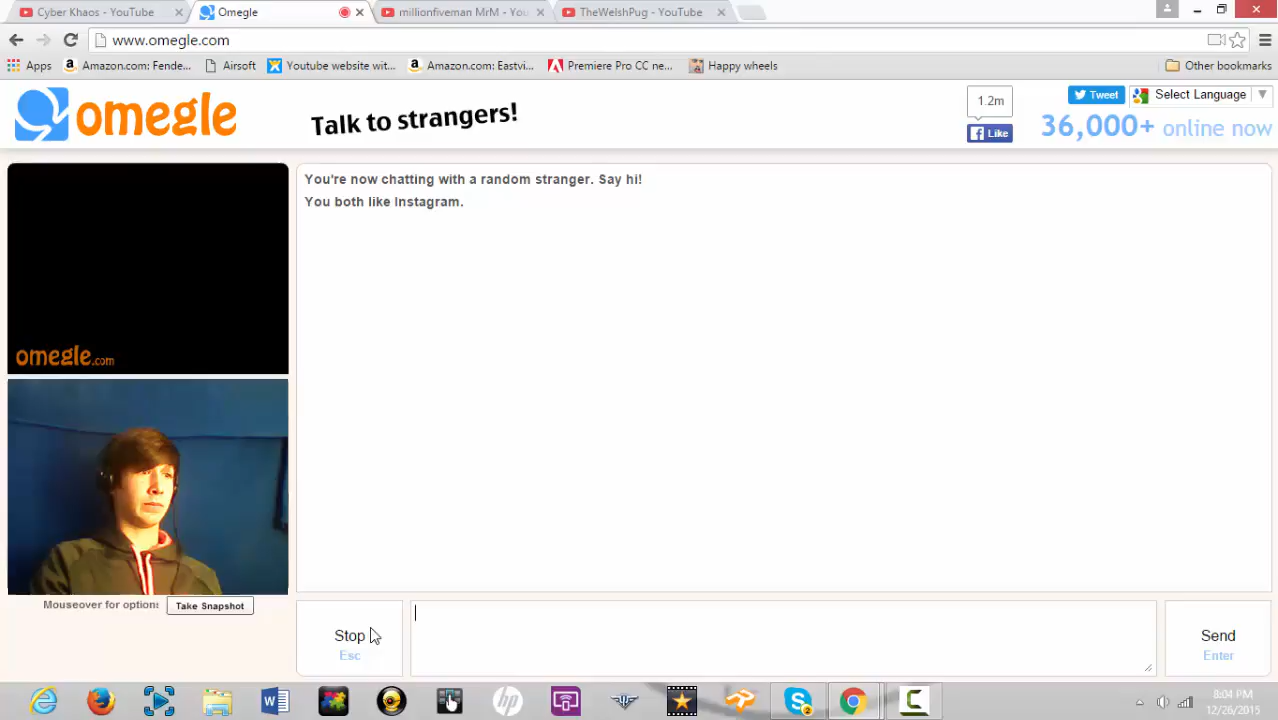 Cyber Khaos - YouTube
Omegle
millionfiveman MrM - You
TheWelshPug - YouTube
www.omegle.com
Apps
Amazon.com: Fende...
Airsoft
Youtube website wit...
Amazon.com: Eastvi...
Premiere Pro CC ne...
Happy wheels
Other bookmarks
omegle
Talk to strangers!
1.2m
Like
Tweet
Select Language
36,000+ online now
You're now chatting with a random stranger. Say hi!
You both like Instagram.
omegle.com
Mouseover for option:
Take Snapshot
Stop
Esc
Send
Enter
8:04 PM
12/26/2015